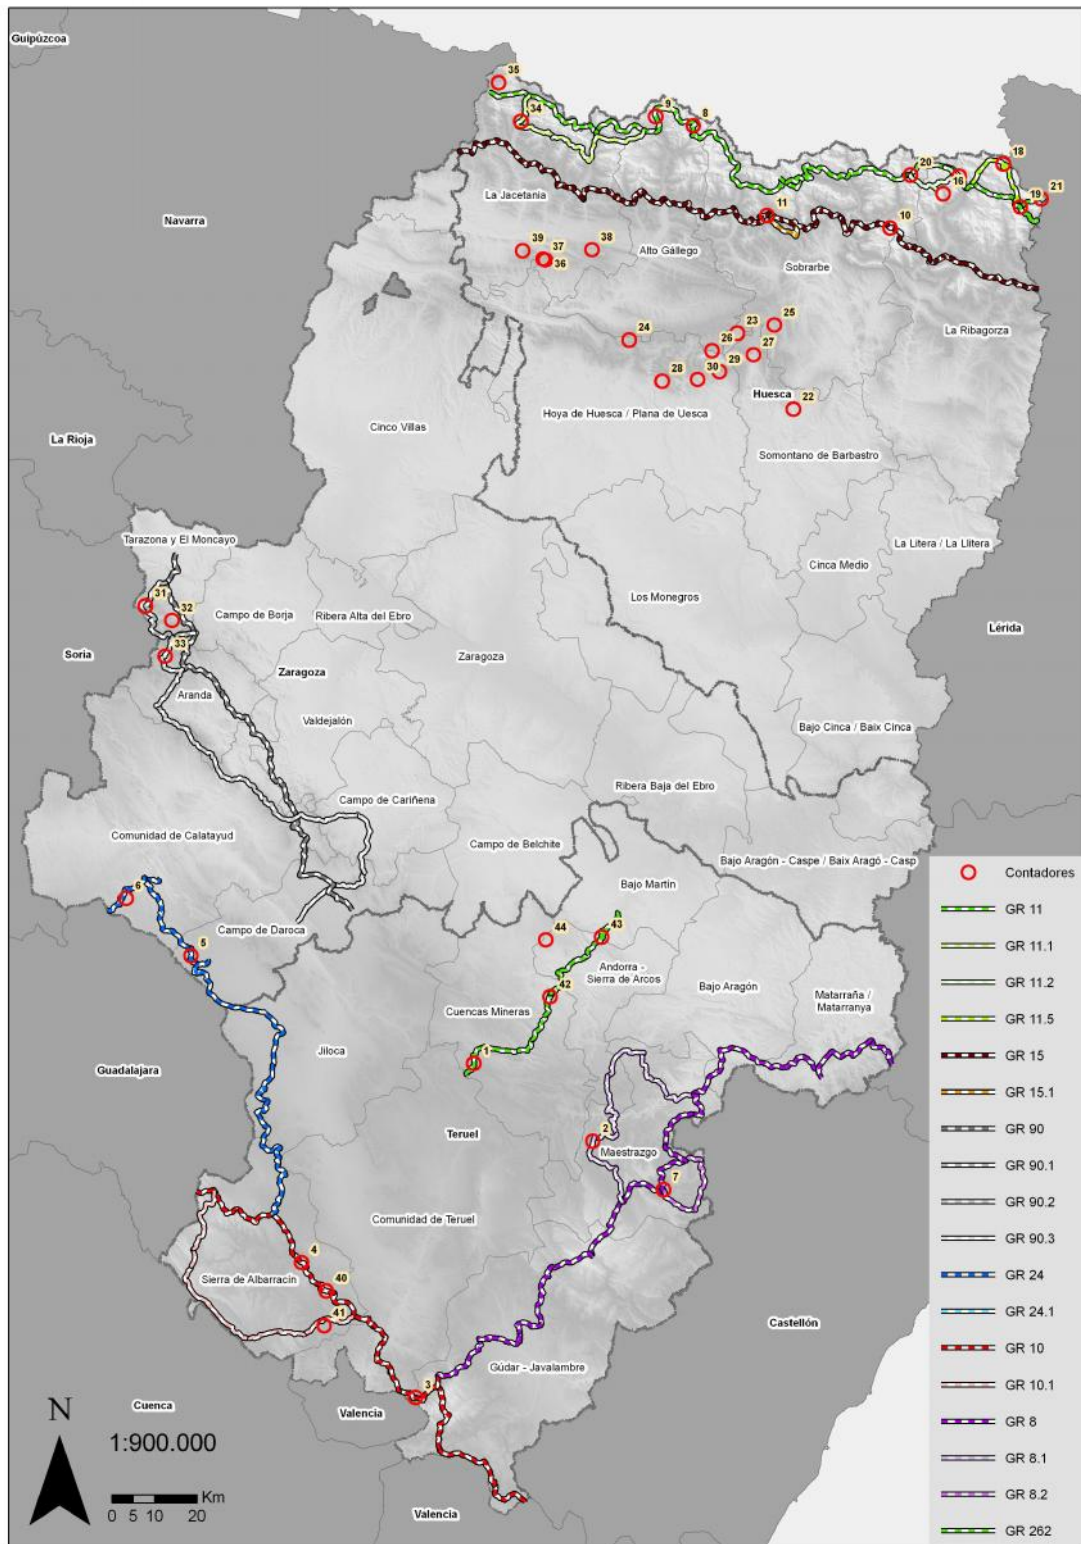 Guipúzcoa
35
9
8
34
18
20
16
19
21
La Jacetania
11
10
Navarra
39
37
38
36
Alto Gállego
Sobrarbe
25
23
24
26
27
La Ribagorza
29
28
30
Huesca
22
Hoya de Huesca / Plana de Uesca
Cinco Villas
La Rioja
Somontano de Barbastro
Tarazona y El Moncayo
La Litera / La Llitera
Cinca Medio
31
32
Campo de Borja
Ribera Alta del Ebro
Los Monegros
Lérida
33
Soria
Zaragoza
Zaragoza
Aranda
Valdejalón
Bajo Cinca / Baix Cinca
Ribera Baja del Ebro
Campo de Cariñena
Comunidad de Calatayud
Campo de Belchite
Bajo Aragón - Caspe / Baix Aragó - Casp
Contadores
6
Bajo Martín
GR 11
Campo de Daroca
44
43
5
GR 11.1
Andorra -
Sierra de Arcos
42
Bajo Aragón
GR 11.2
Matarraña /
Matarranya
Cuencas Mineras
GR 11.5
Jiloca
1
GR 15
Guadalajara
GR 15.1
Teruel
2
GR 90
Maestrazgo
7
GR 90.1
GR 90.2
Comunidad de Teruel
GR 90.3
4
Sierra de Albarracín
40
GR 24
41
GR 24.1
Castellón
GR 10
Gúdar - Javalambre
3
GR 10.1
Cuenca
Valencia
N
GR 8
1:900.000
GR 8.1
Km
0 5 10 20
GR 8.2
Valencia
GR 262